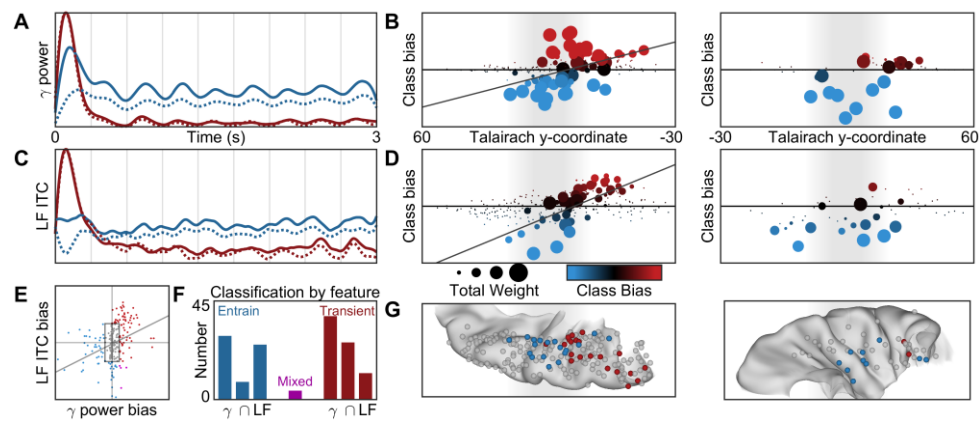 A
γ power
0
Time (s)
3
B
Class bias
60
Talairach y-coordinate
-30
Class bias
-30
Talairach y-coordinate
60
C
LF ITC
D
Class bias
Total Weight
Class Bias
Class bias
E
LF ITC bias
γ power bias
F
Classification by feature
45
Number
0
Entrain
Mixed
Transient
γ ∩ LF
γ ∩ LF
G